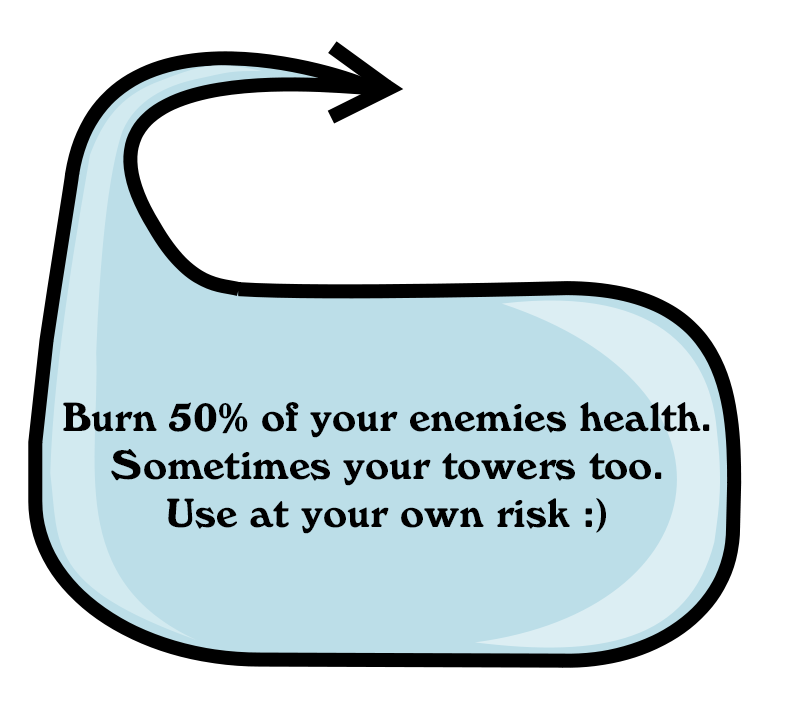 Burn 50% of your enemies health.
Sometimes your towers too.
Use at your own risk :)